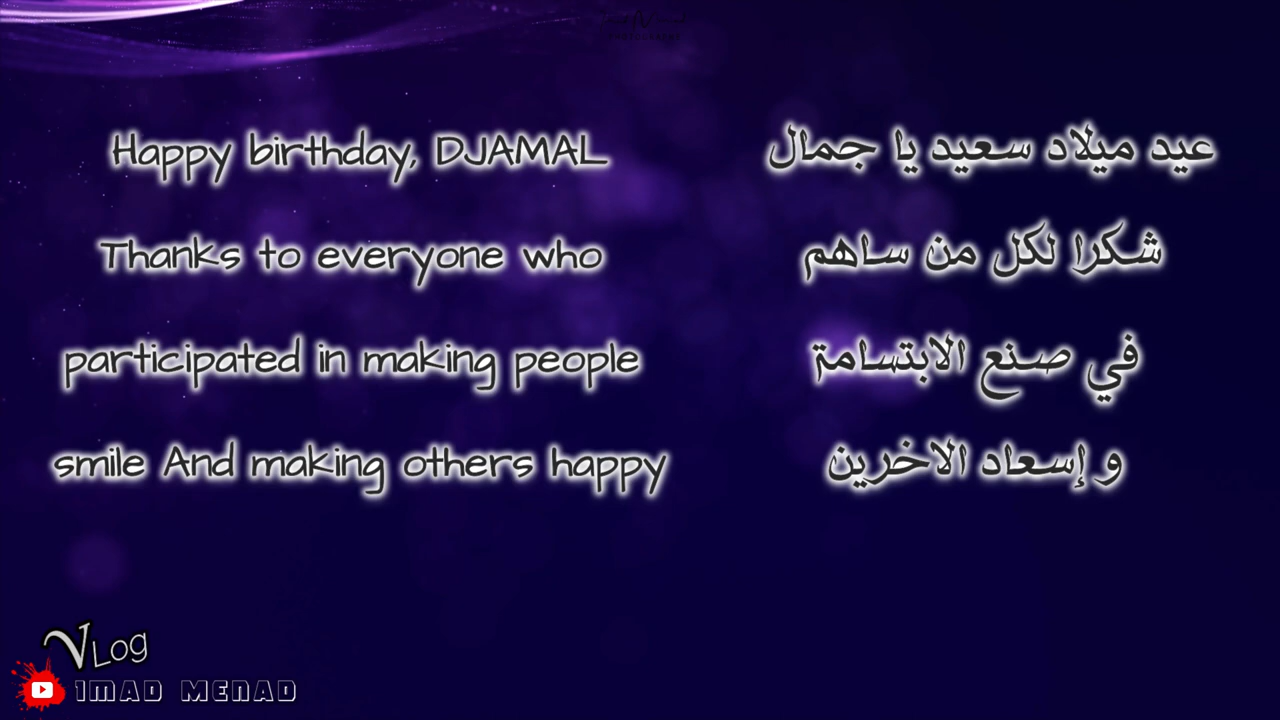 Happy birthday, DJAMAL
Thanks to everyone who
participated in making people
smile And making others happy
عيد ميلاد سعيد يا جمال
شكرا لكل من ساهم
في صنع الابتسامة
و إسعاد الاخرين
Vlog
IMAD MENAD